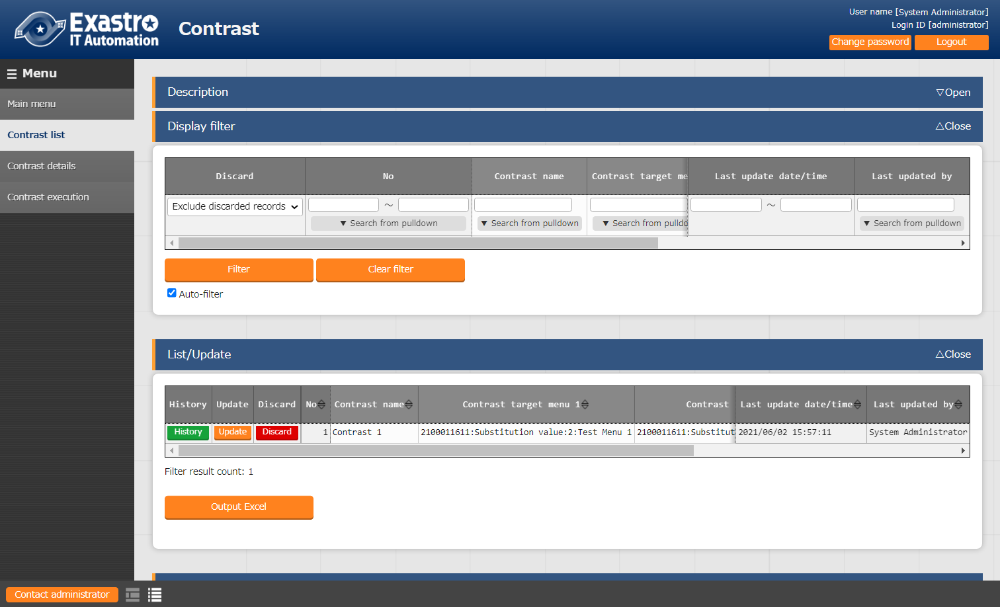 Exastro
IT Automation
Contrast
User name [System Administrator]
Login ID [administrator]
Change password
Logout
Menu
Main menu
Contrast list
Contrast details
Contrast execution
Description
▽Open
Display filter
△Close
Discard
No
Contrast name
Contrast target me
Last update date/time
Last updated by
Exclude discarded records
~
~
▼ Search from pulldown
▼ Search from pulldown
▼ Search from pulldo
▼ Search from pulldown
Filter
Clear filter
Auto-filter
List/Update
△Close
History
Update
Discard
No
Contrast name
Contrast target menu 1
Contrast
Last update date/time
Last updated by
History
Update
Discard
1
Contrast 1
2100011611:Substitution value:2:Test Menu 1
2100011611:Substitut
2021/06/02 15:57:11
System Administrator
Filter result count: 1
Output Excel
Contact administrator